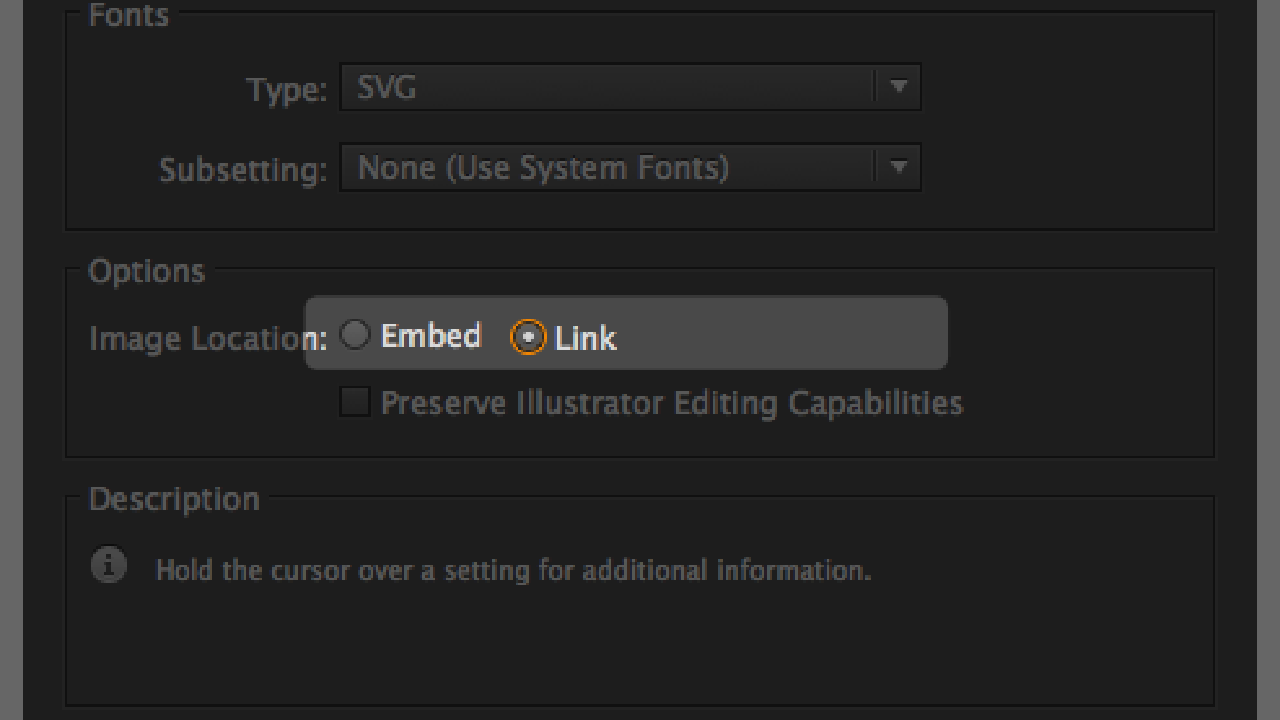 Fonts
Type: SVG
Subsetting: None (Use System Fonts)
Options
Image Location: Embed Link
Preserve Illustrator Editing Capabilities
Description
Hold the cursor over a setting for additional information.